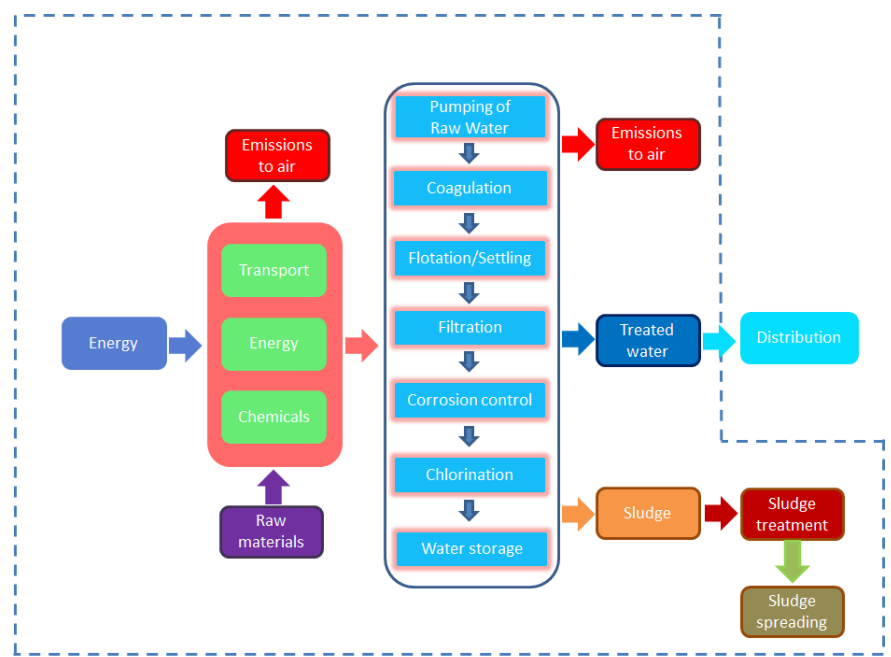 Pumping of
Raw Water
Emissions
to air
Emissions
to air
Coagulation
Transport
Flotation/Settling
Energy
Energy
Filtration
Treated
water
Distribution
Chemicals
Corrosion control
Chlorination
Raw
materials
Sludge
Sludge
treatment
Water storage
Sludge
spreading